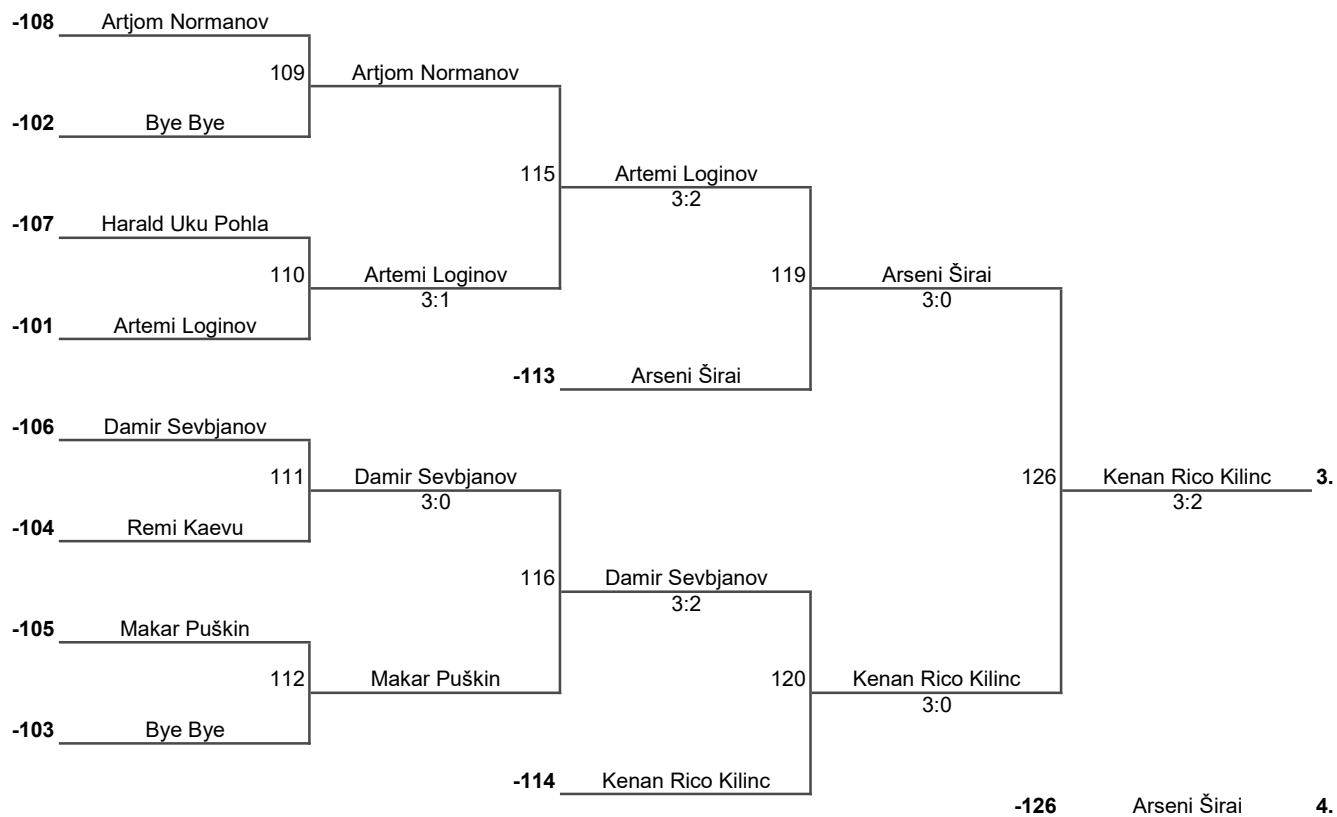 -108 Artjom Normanov
109 Artjom Normanov
-102 Bye Bye
115 Artemi Loginov
3:2
-107 Harald Uku Pohla
110 Artemi Loginov
3:1
119 Arseni Širai
3:0
-101 Artemi Loginov
-113 Arseni Širai
-106 Damir Sevbjanov
111 Damir Sevbjanov
3:0
126 Kenan Rico Kilinc 3.
3:2
-104 Remi Kaevu
116 Damir Sevbjanov
3:2
-105 Makar Puškin
112 Makar Puškin
120 Kenan Rico Kilinc
3:0
-103 Bye Bye
-114 Kenan Rico Kilinc
-126 Arseni Širai 4.